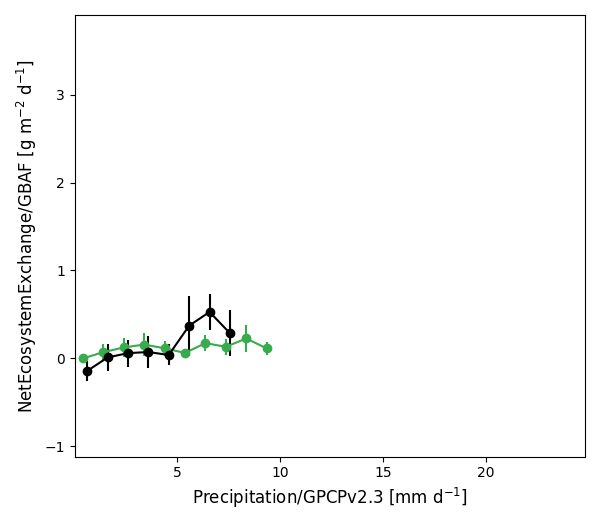 NetEcosystemExchange/GBAF [g m⁻² d⁻¹]
3
2
1
0
−1
5 10 15 20
Precipitation/GPCPv2.3 [mm d⁻¹]